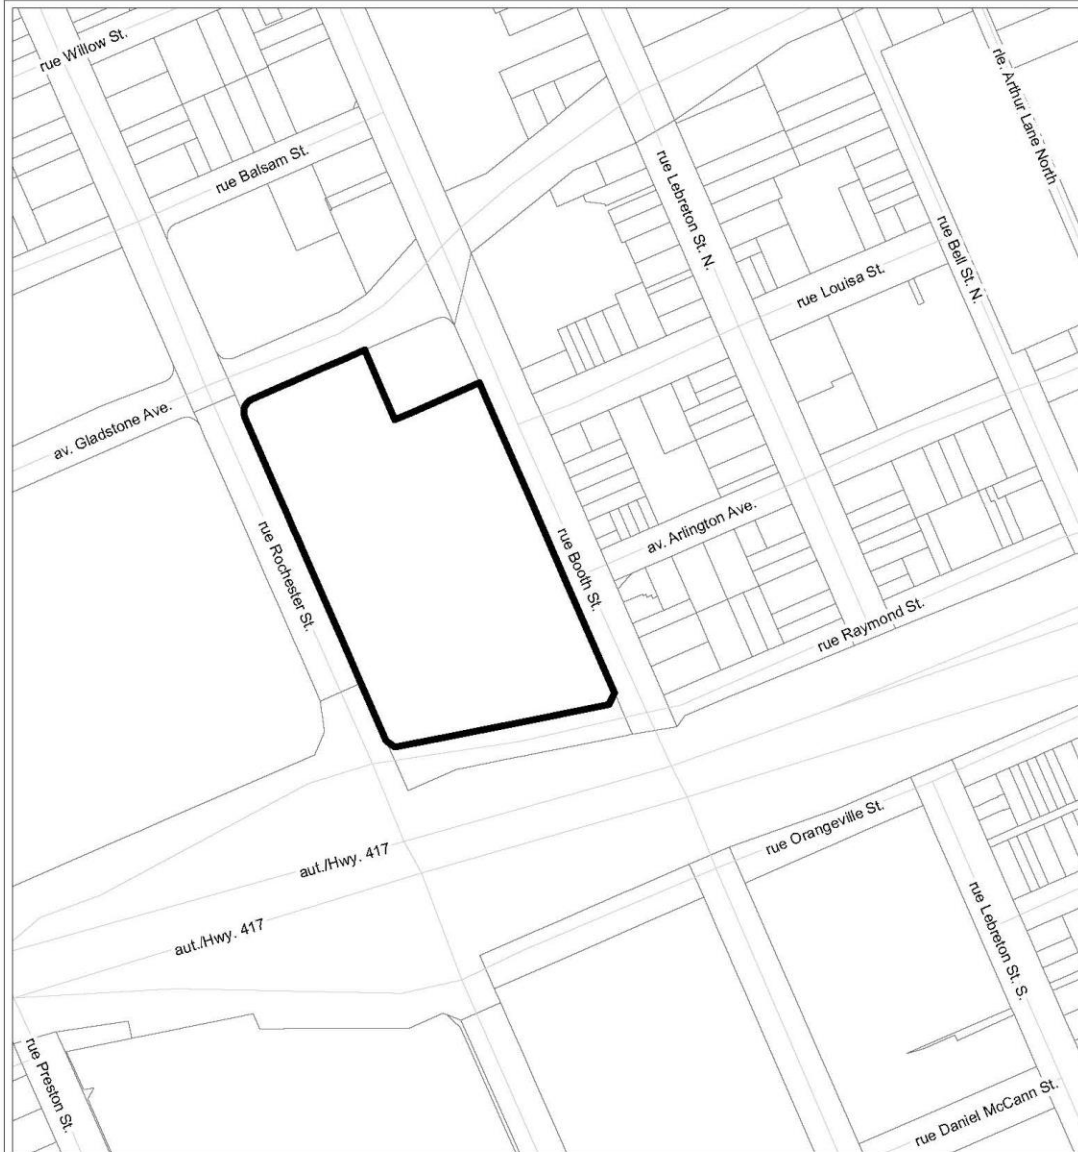 rue Willow St.
rle. Arthur Lane North
rue Balsam St.
rue Lebreton St. N.
rue Bell St. N.
rue Louisa St.
av. Gladstone Ave.
rue Rochester St.
rue Booth St.
av. Arlington Ave.
rue Raymond St.
rue Orangeville St.
aut./Hwy. 417
aut./Hwy. 417
rue Lebreton St. S.
rue Preston St.
rue Daniel McCann St.